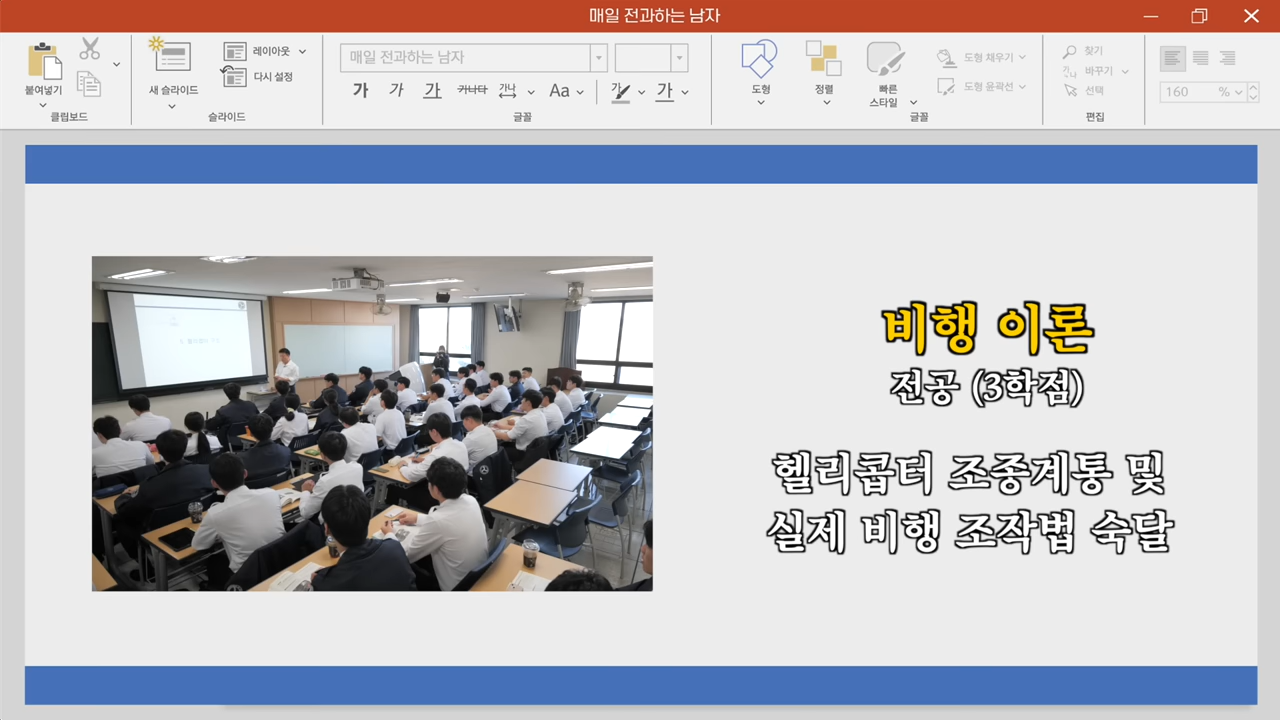 매일 전과하는 남자
붙여넣기
클립보드
새 슬라이드
레이아웃
다시 설정
슬라이드
매일 전과하는 남자
가 가 가 가나다 간나 Aa 가 가
글꼴
도형
정렬
빠른
스타일
도형 채우기
도형 윤곽선
글꼴
찾기
바꾸기
선택
편집
160 %
비행 이론
전공 (3학점)
헬리콥터 조종계통 및
실제 비행 조작법 숙달